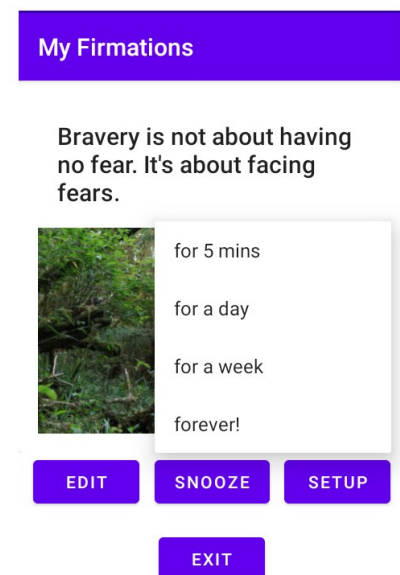 My Firmations
Bravery is not about having
no fear. It's about facing
fears.
for 5 mins
for a day
for a week
forever!
EDIT SNOOZE SETUP
EXIT